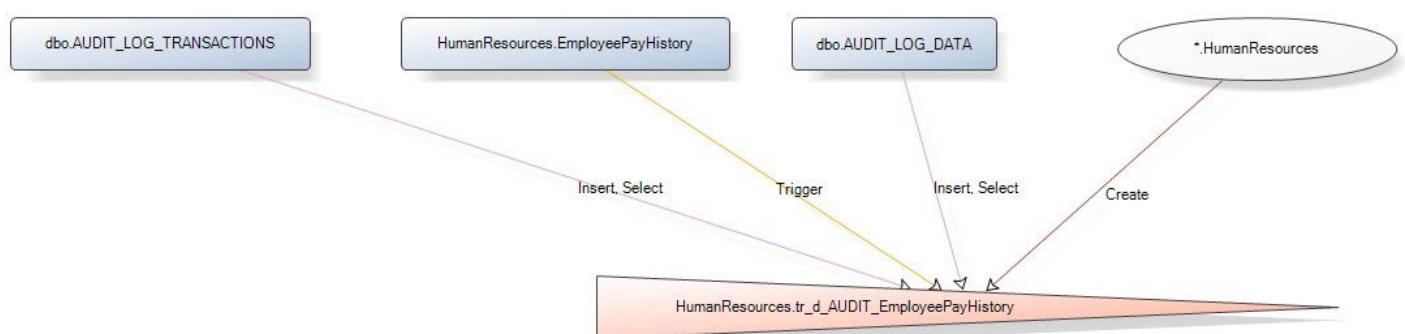 dbo.AUDIT_LOG_TRANSACTIONS
HumanResources.EmployeePayHistory
dbo.AUDIT_LOG_DATA
*.HumanResources
Insert, Select
Trigger
Insert, Select
Create
HumanResources.tr_d_AUDIT_EmployeePayHistory